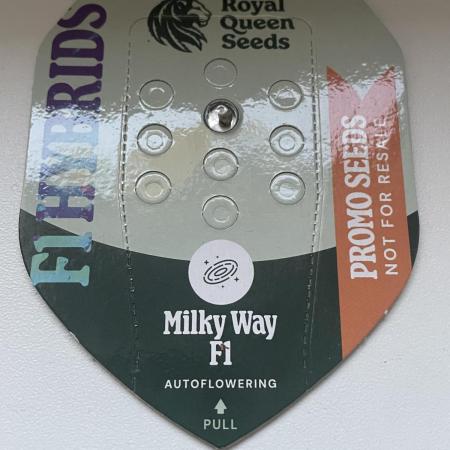 Royal
Queen
Seeds
F1 HYBRIDS
PROMO SEEDS
NOT FOR RESALE
Milky Way
F1
AUTOFLOWERING
PULL